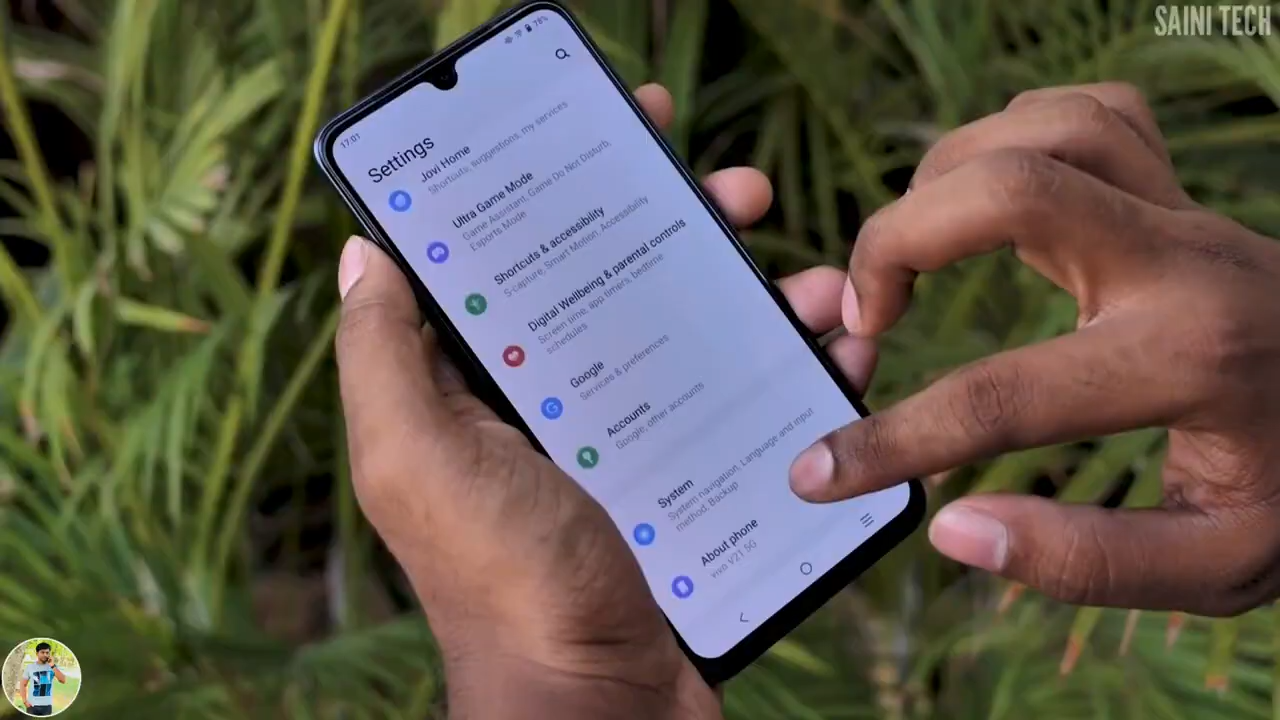 SAINI TECH
17:01
78%
Settings
Jovi Home
Shortcuts, suggestions, my services
Ultra Game Mode
Game Assistant, Game Do Not Disturb,
Esports Mode
Shortcuts & accessibility
S-capture, Smart Motion, Accessibility
Digital Wellbeing & parental controls
Screen time, app timers, bedtime
schedules
Google
Services & preferences
Accounts
Google, other accounts
System
System navigation, Language and input
method, Backup
About phone
vivo V21 5G